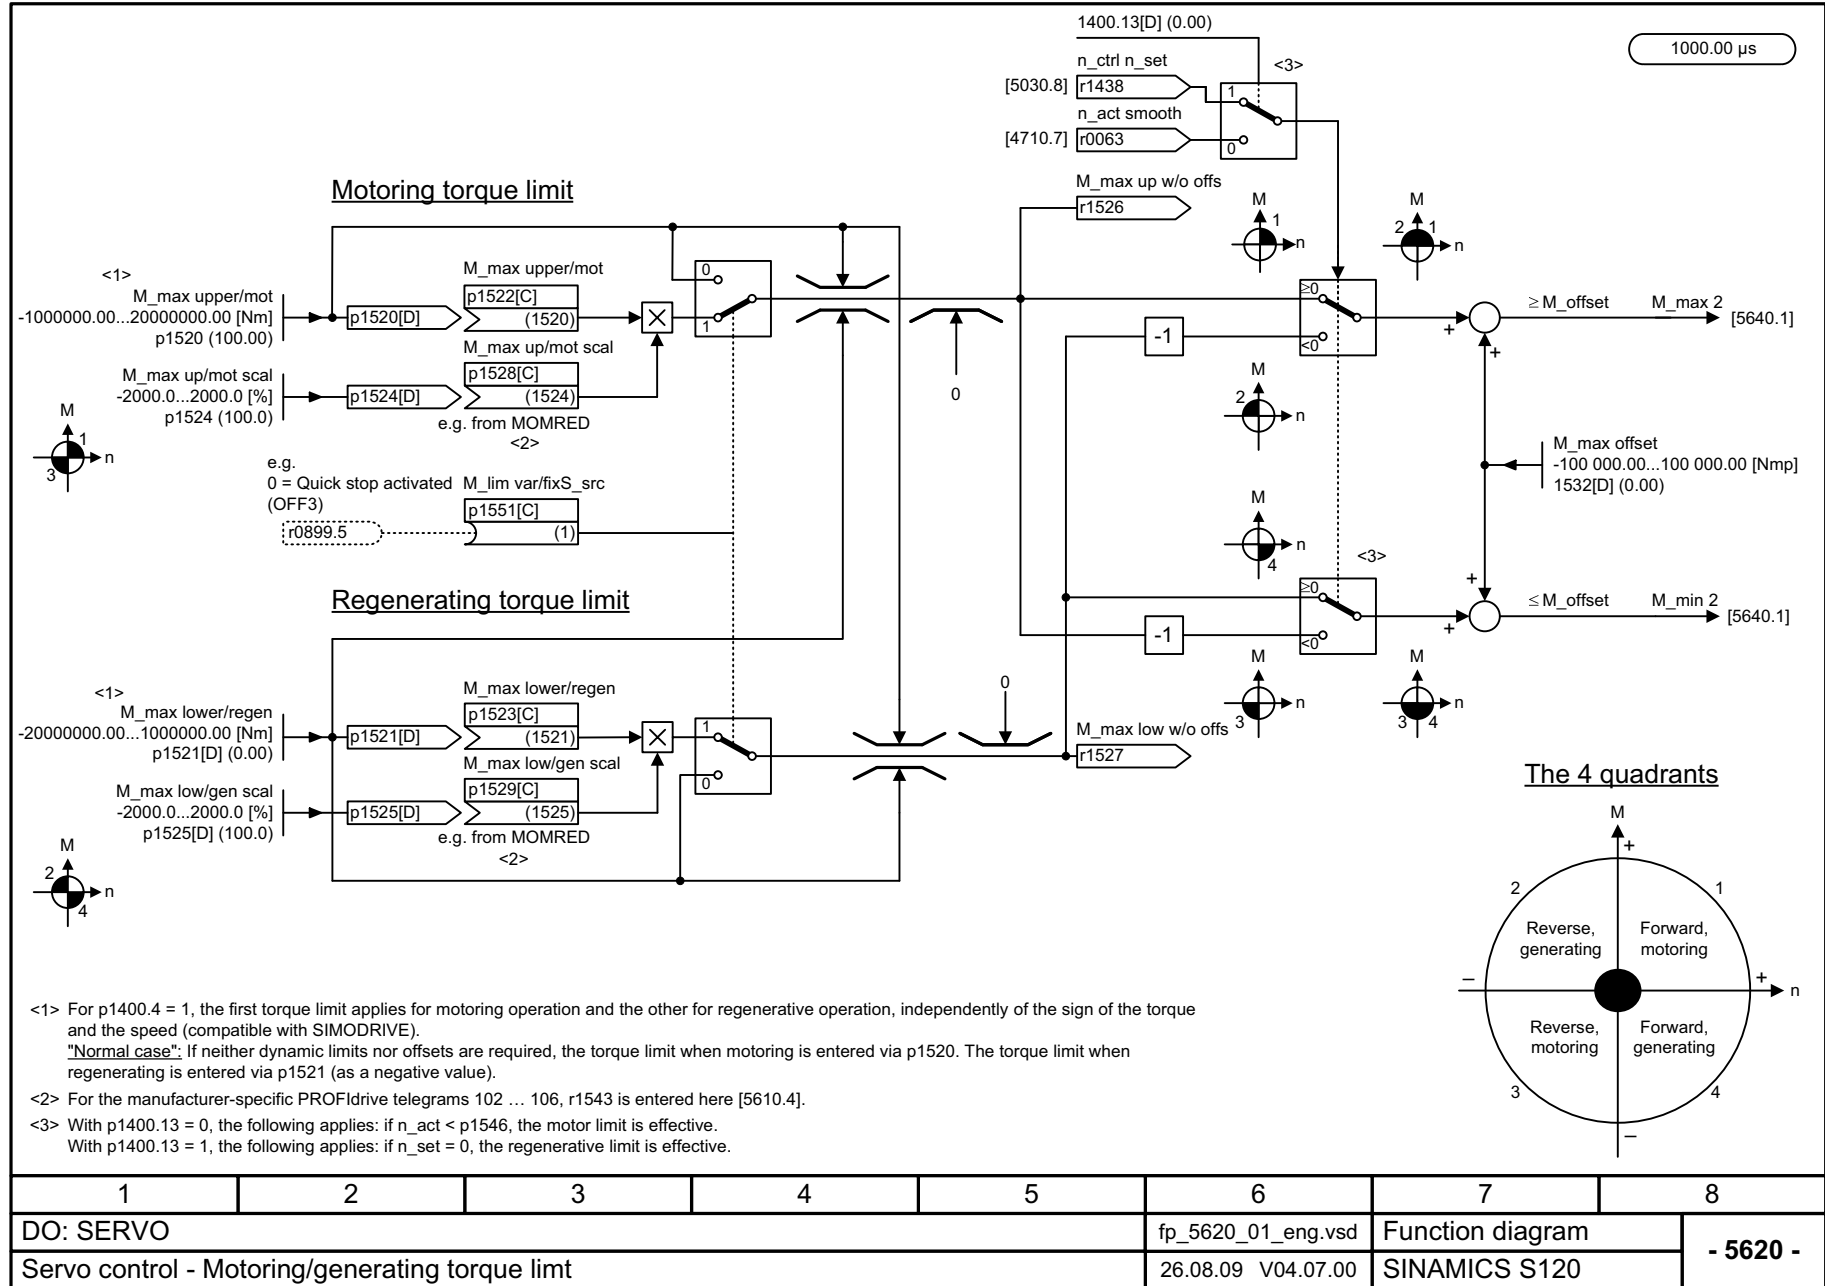 1400.13[D] (0.00)
1000.00 µs
n_ctrl n_set
<3>
[5030.8] r1438
1
n_act smooth
[4710.7] r0063
0
Motoring torque limit
M_max up w/o offs
r1526
M
1
n
M
2 1
n
<1>
M_max upper/mot
-1000000.00...20000000.00 [Nm]
p1520 (100.00)
p1520[D]
M_max upper/mot
p1522[C]
(1520)
0
1
≥0
<0
-1
+
+
≥ M_offset
M_max 2
[5640.1]
M_max up/mot scal
-2000.0...2000.0 [%]
p1524 (100.0)
p1524[D]
M_max up/mot scal
p1528[C]
(1524)
e.g. from MOMRED
<2>
0
M
1
3
n
M
2
n
M_max offset
-100 000.00...100 000.00 [Nmp]
1532[D] (0.00)
e.g.
0 = Quick stop activated
(OFF3)
r0899.5
M_lim var/fixS_src
p1551[C]
(1)
M
n
4
<3>
Regenerating torque limit
≥0
<0
-1
+
+
≤ M_offset
M_min 2
[5640.1]
<1>
M_max lower/regen
-20000000.00...1000000.00 [Nm]
p1521[D] (0.00)
p1521[D]
M_max lower/regen
p1523[C]
(1521)
1
0
0
M_max low w/o offs
r1527
M
n
3
M
n
3 4
M_max low/gen scal
-2000.0...2000.0 [%]
p1525[D] (100.0)
p1525[D]
M_max low/gen scal
p1529[C]
(1525)
e.g. from MOMRED
<2>
M
2
4
n
The 4 quadrants
M
+
2
1
Reverse,
generating
Forward,
motoring
–
+
n
Reverse,
motoring
Forward,
generating
3
4
–
<1> For p1400.4 = 1, the first torque limit applies for motoring operation and the other for regenerative operation, independently of the sign of the torque
and the speed (compatible with SIMODRIVE).
"Normal case": If neither dynamic limits nor offsets are required, the torque limit when motoring is entered via p1520. The torque limit when
regenerating is entered via p1521 (as a negative value).
<2> For the manufacturer-specific PROFIdrive telegrams 102 … 106, r1543 is entered here [5610.4].
<3> With p1400.13 = 0, the following applies: if n_act < p1546, the motor limit is effective.
With p1400.13 = 1, the following applies: if n_set = 0, the regenerative limit is effective.
1 2 3 4 5 6 7 8
DO: SERVO
fp_5620_01_eng.vsd
Function diagram
- 5620 -
Servo control - Motoring/generating torque limt
26.08.09 V04.07.00
SINAMICS S120